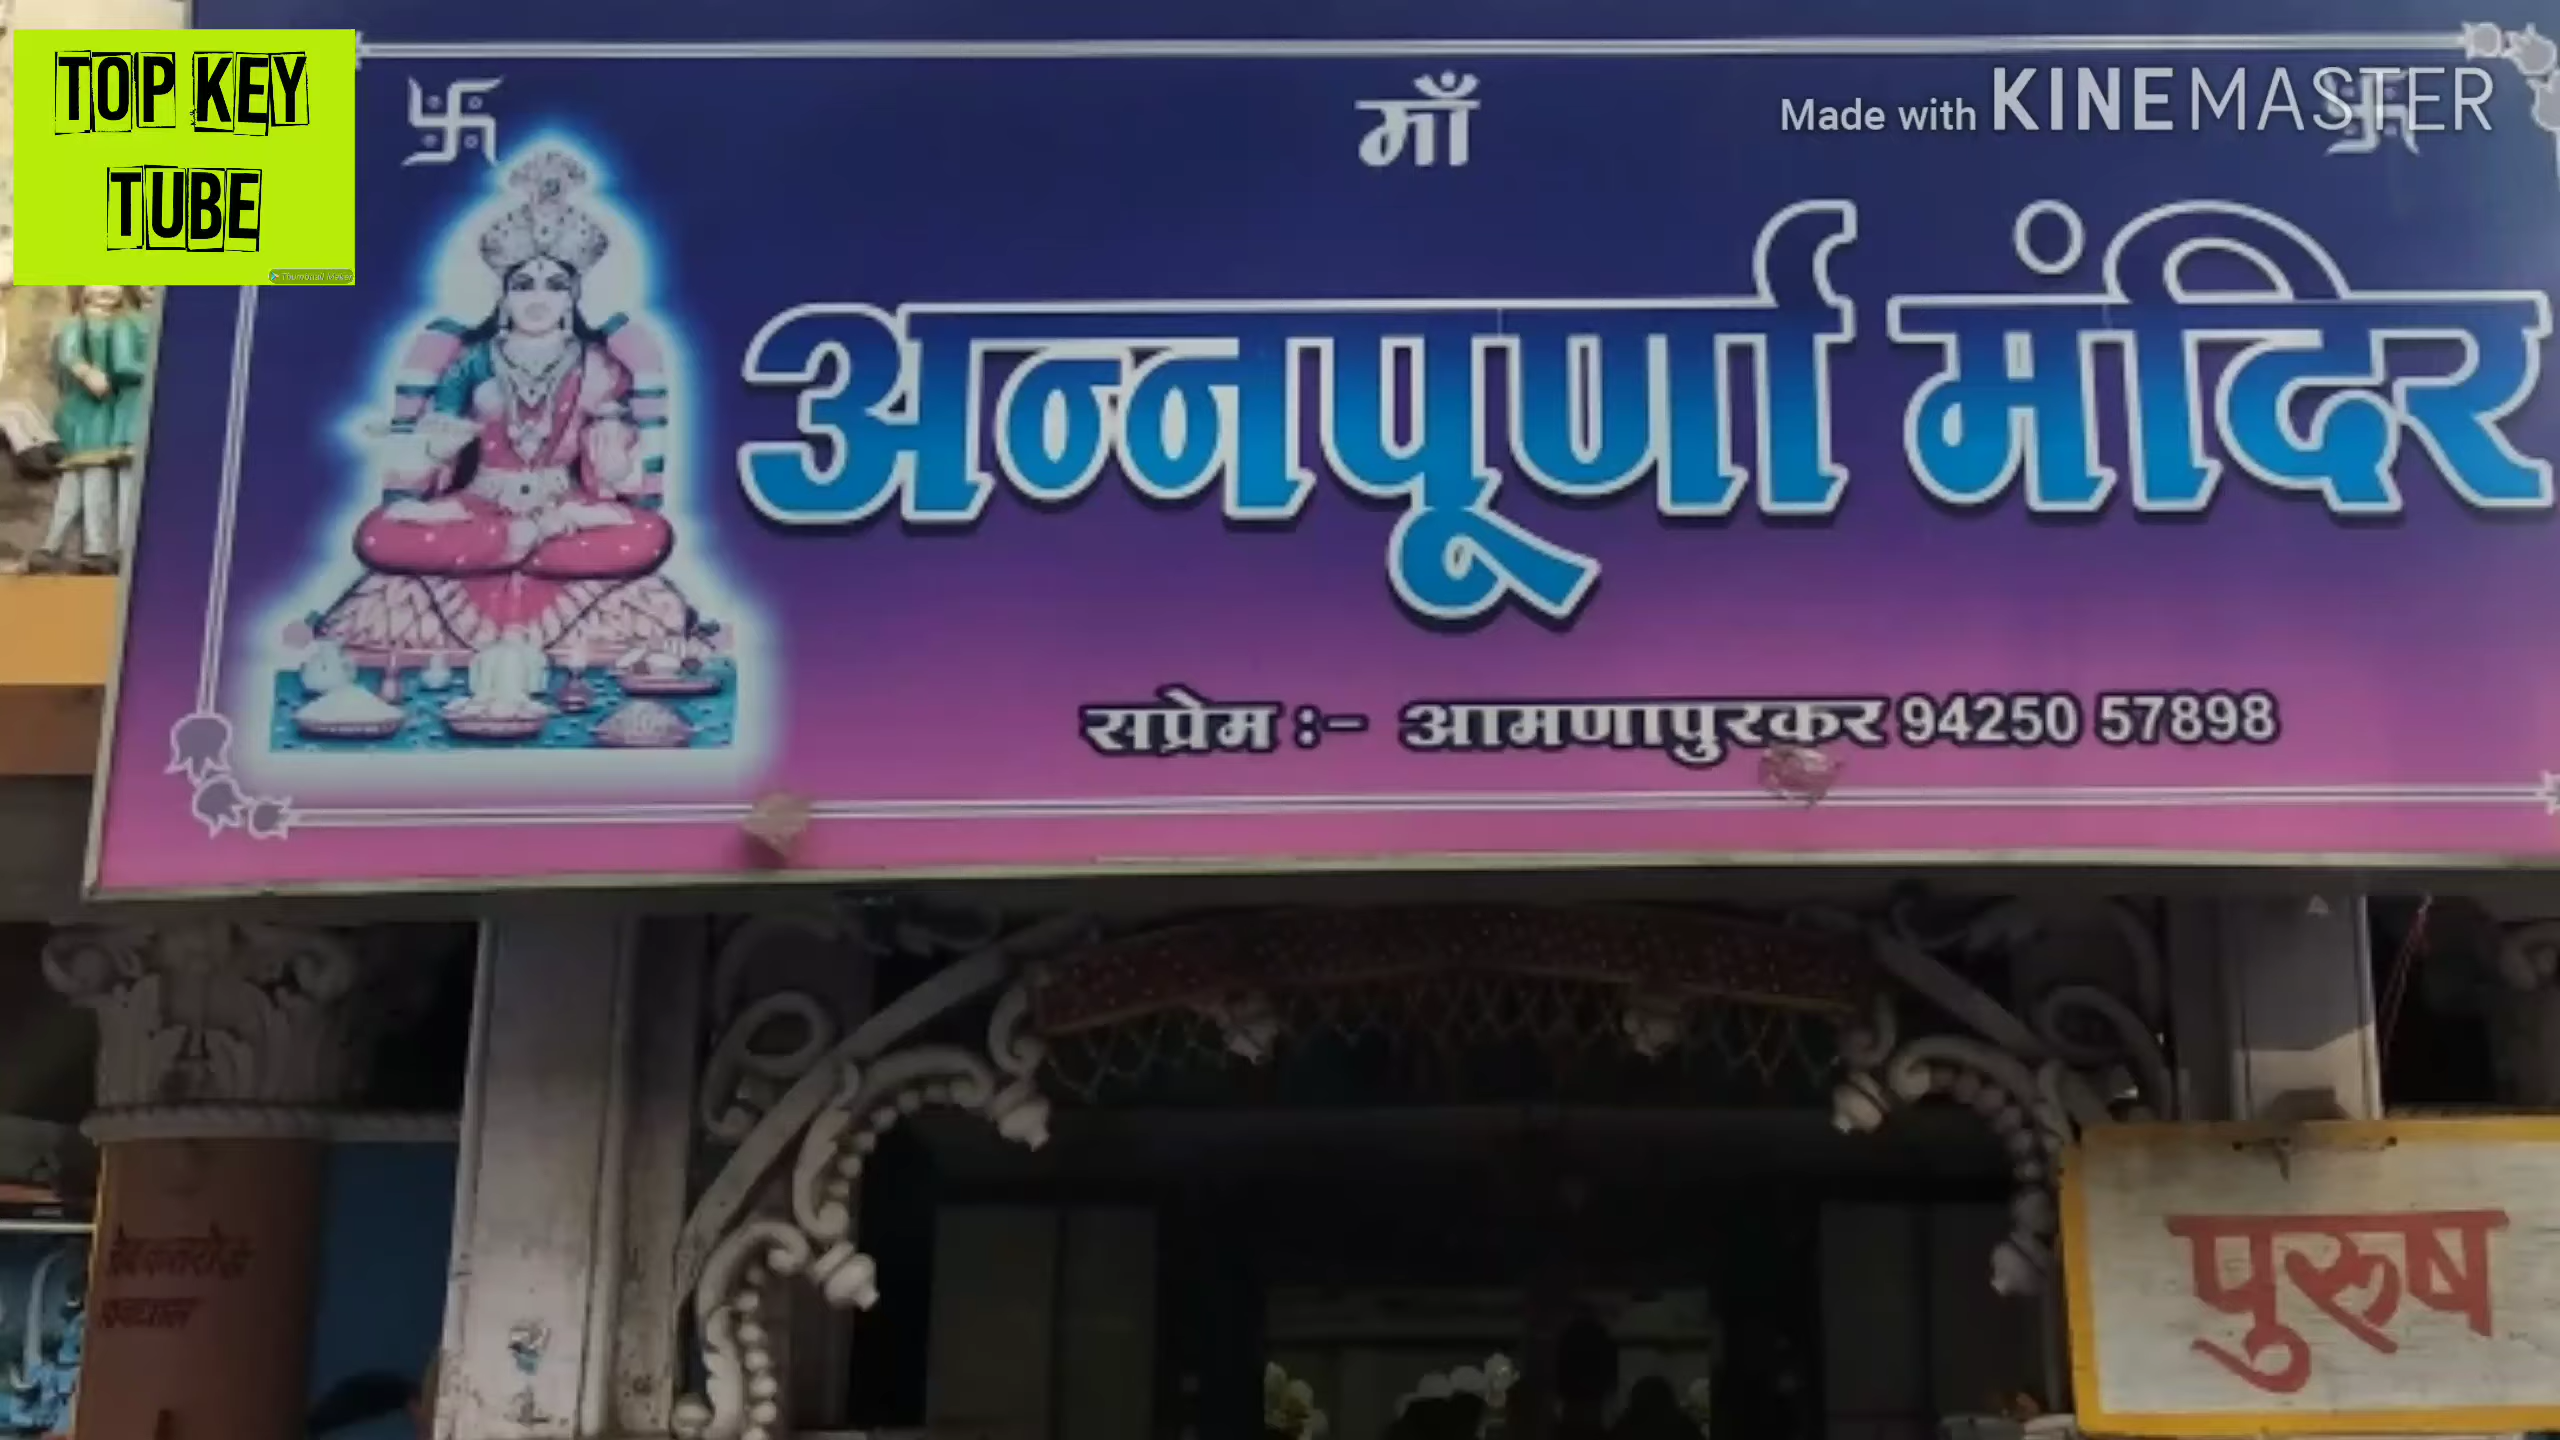 TOP KEY
TUBE
Made with KINEMASTER
माँ
अन्नपूर्णा मंदिर
सप्रेम :- आमणापुरकर 94250 57898
पुरुष